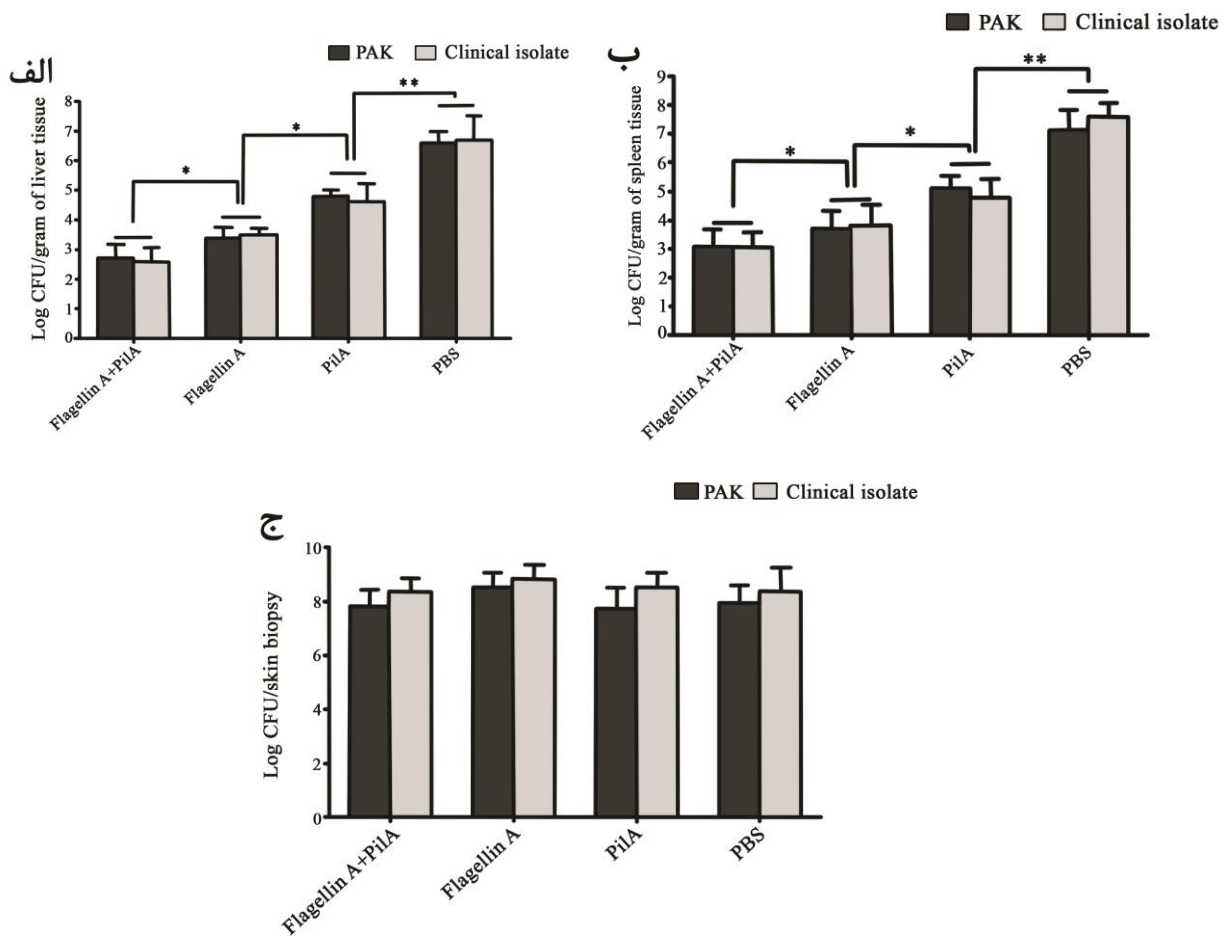 الف
PAK Clinical isolate
Log CFU/gram of liver tissue
8
7
6
5
4
3
2
1
0
*
*
**
Flagellin A+PilA
Flagellin A
PilA
PBS
ب
PAK Clinical isolate
Log CFU/gram of spleen tissue
9
8
7
6
5
4
3
2
1
0
*
*
**
Flagellin A+PilA
Flagellin A
PilA
PBS
ج
PAK Clinical isolate
Log CFU/skin biopsy
10
8
6
4
2
0
Flagellin A+PilA
Flagellin A
PilA
PBS